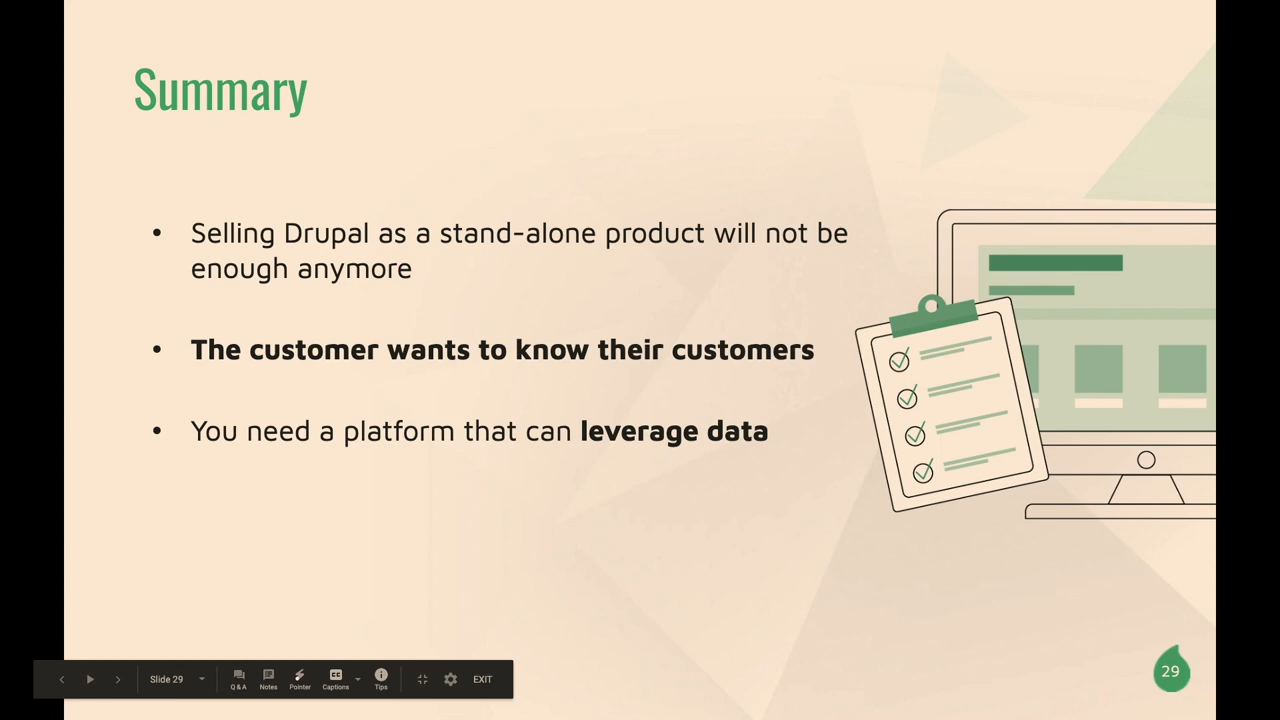 Summary
• Selling Drupal as a stand-alone product will not be
enough anymore
• The customer wants to know their customers
• You need a platform that can leverage data
29
Slide 29
Q&A
Notes
Pointer
CC
Captions
Tips
EXIT